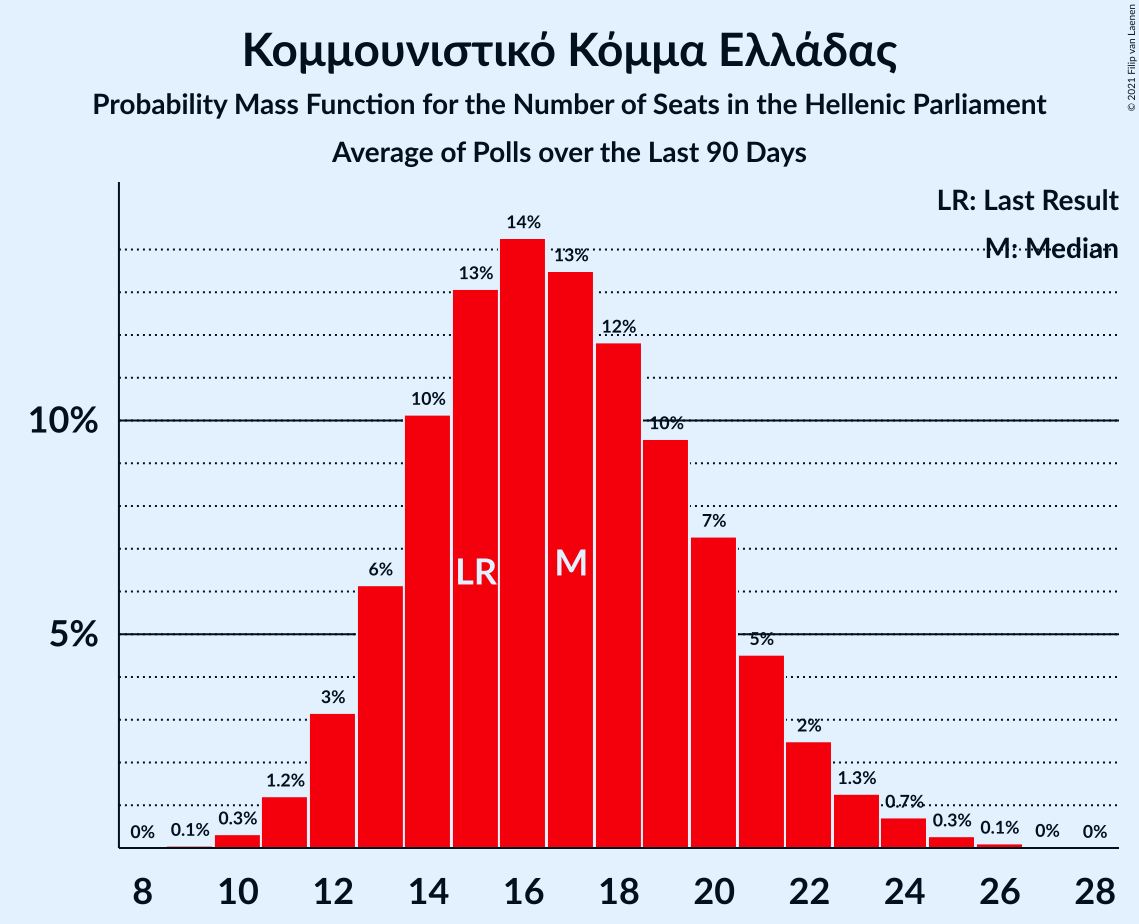 Κομμουνιστικό Κόμμα Ελλάδας
Probability Mass Function for the Number of Seats in the Hellenic Parliament
Average of Polls over the Last 90 Days
© 2021 Filip van Laenen
LR: Last Result
M: Median
14%
13%
13%
12%
10%
10%
10%
7%
6%
LR
M
5%
5%
3%
2%
1.2%
1.3%
0.7%
0% 0.1% 0.3% 0.3% 0.1% 0% 0%
8 10 12 14 16 18 20 22 24 26 28